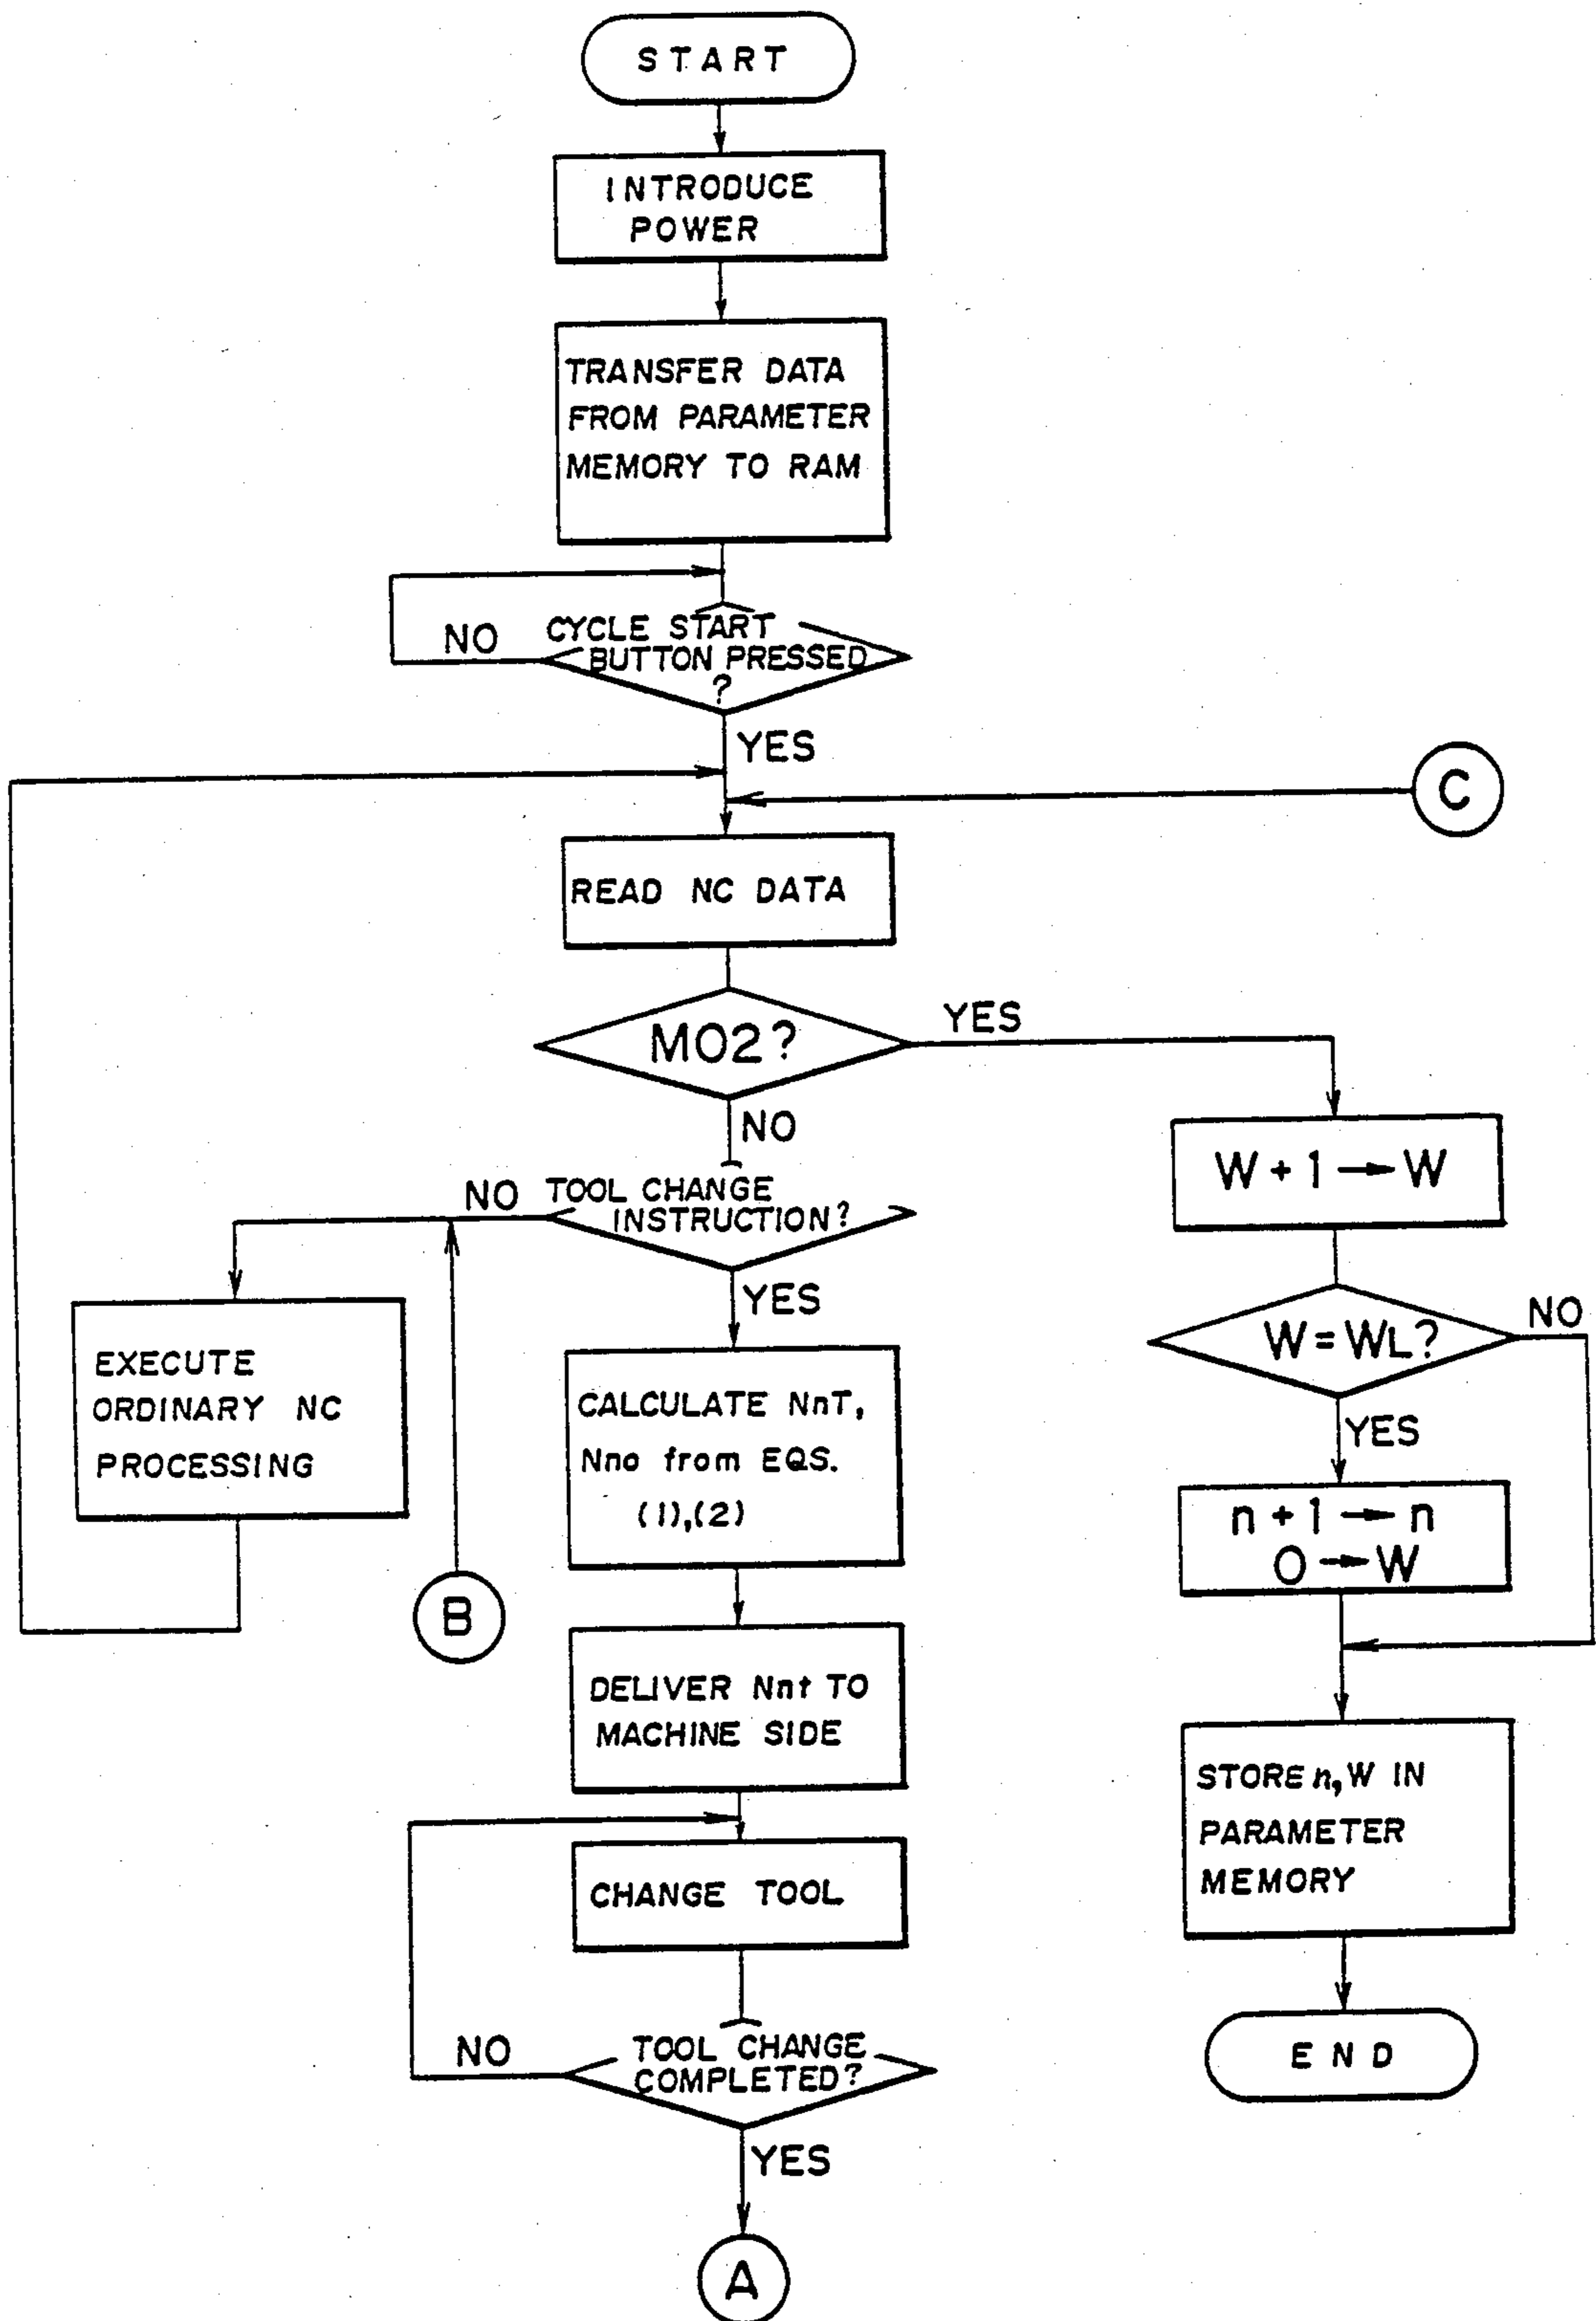 START
INTRODUCE
POWER
TRANSFER DATA
FROM PARAMETER
MEMORY TO RAM
NO
CYCLE START
BUTTON PRESSED
?
YES
C
READ NC DATA
MO2?
YES
NO
NO
TOOL CHANGE
INSTRUCTION?
YES
W + 1 → W
W = WL?
NO
YES
EXECUTE
ORDINARY NC
PROCESSING
B
CALCULATE NnT,
Nno from EQS.
(1),(2)
n + 1 → n
0 → W
DELIVER Nnt TO
MACHINE SIDE
STORE n, W IN
PARAMETER
MEMORY
CHANGE TOOL
NO
TOOL CHANGE
COMPLETED?
YES
END
A